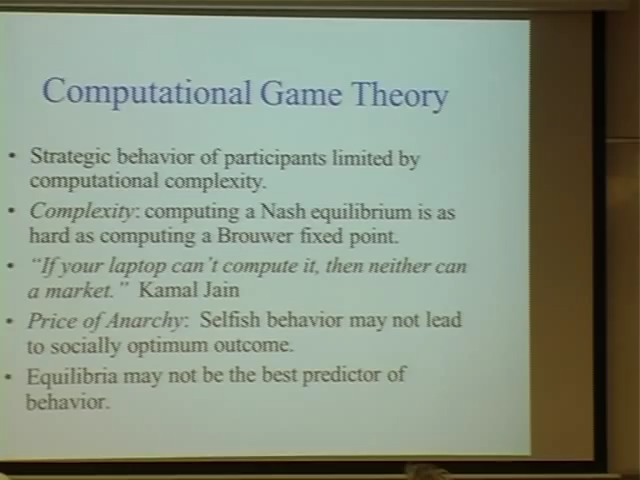 Computational Game Theory
• Strategic behavior of participants limited by
computational complexity.
• Complexity: computing a Nash equilibrium is as
hard as computing a Brouwer fixed point.
• “If your laptop can’t compute it, then neither can
a market.” Kamal Jain
• Price of Anarchy: Selfish behavior may not lead
to socially optimum outcome.
• Equilibria may not be the best predictor of
behavior.